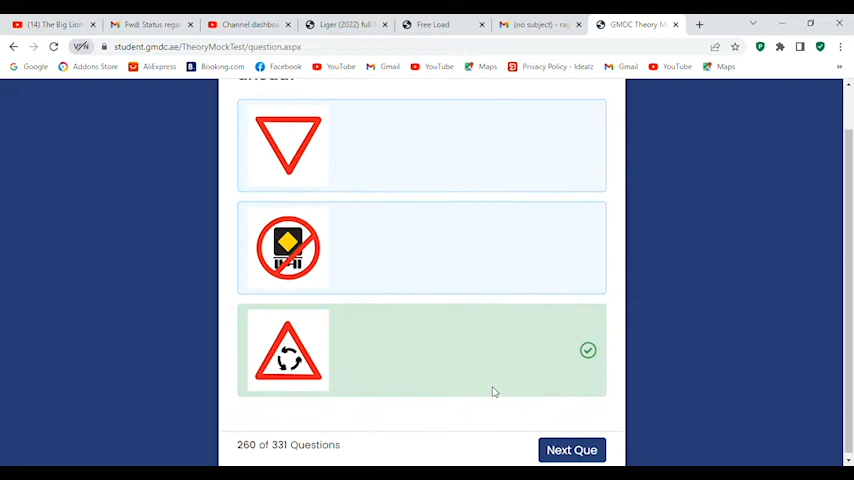 (14) The Big Lion
Fwd: Status regar
Channel dashboa
Liger (2022) full
Free Load
(no subject) - rag
GMDC Theory M
student.gmdc.ae/TheoryMockTest/question.aspx
Google
Addons Store
AliExpress
Booking.com
Facebook
YouTube
Gmail
YouTube
Maps
Privacy Policy - Idealz
Gmail
YouTube
Maps
260 of 331 Questions
Next Que